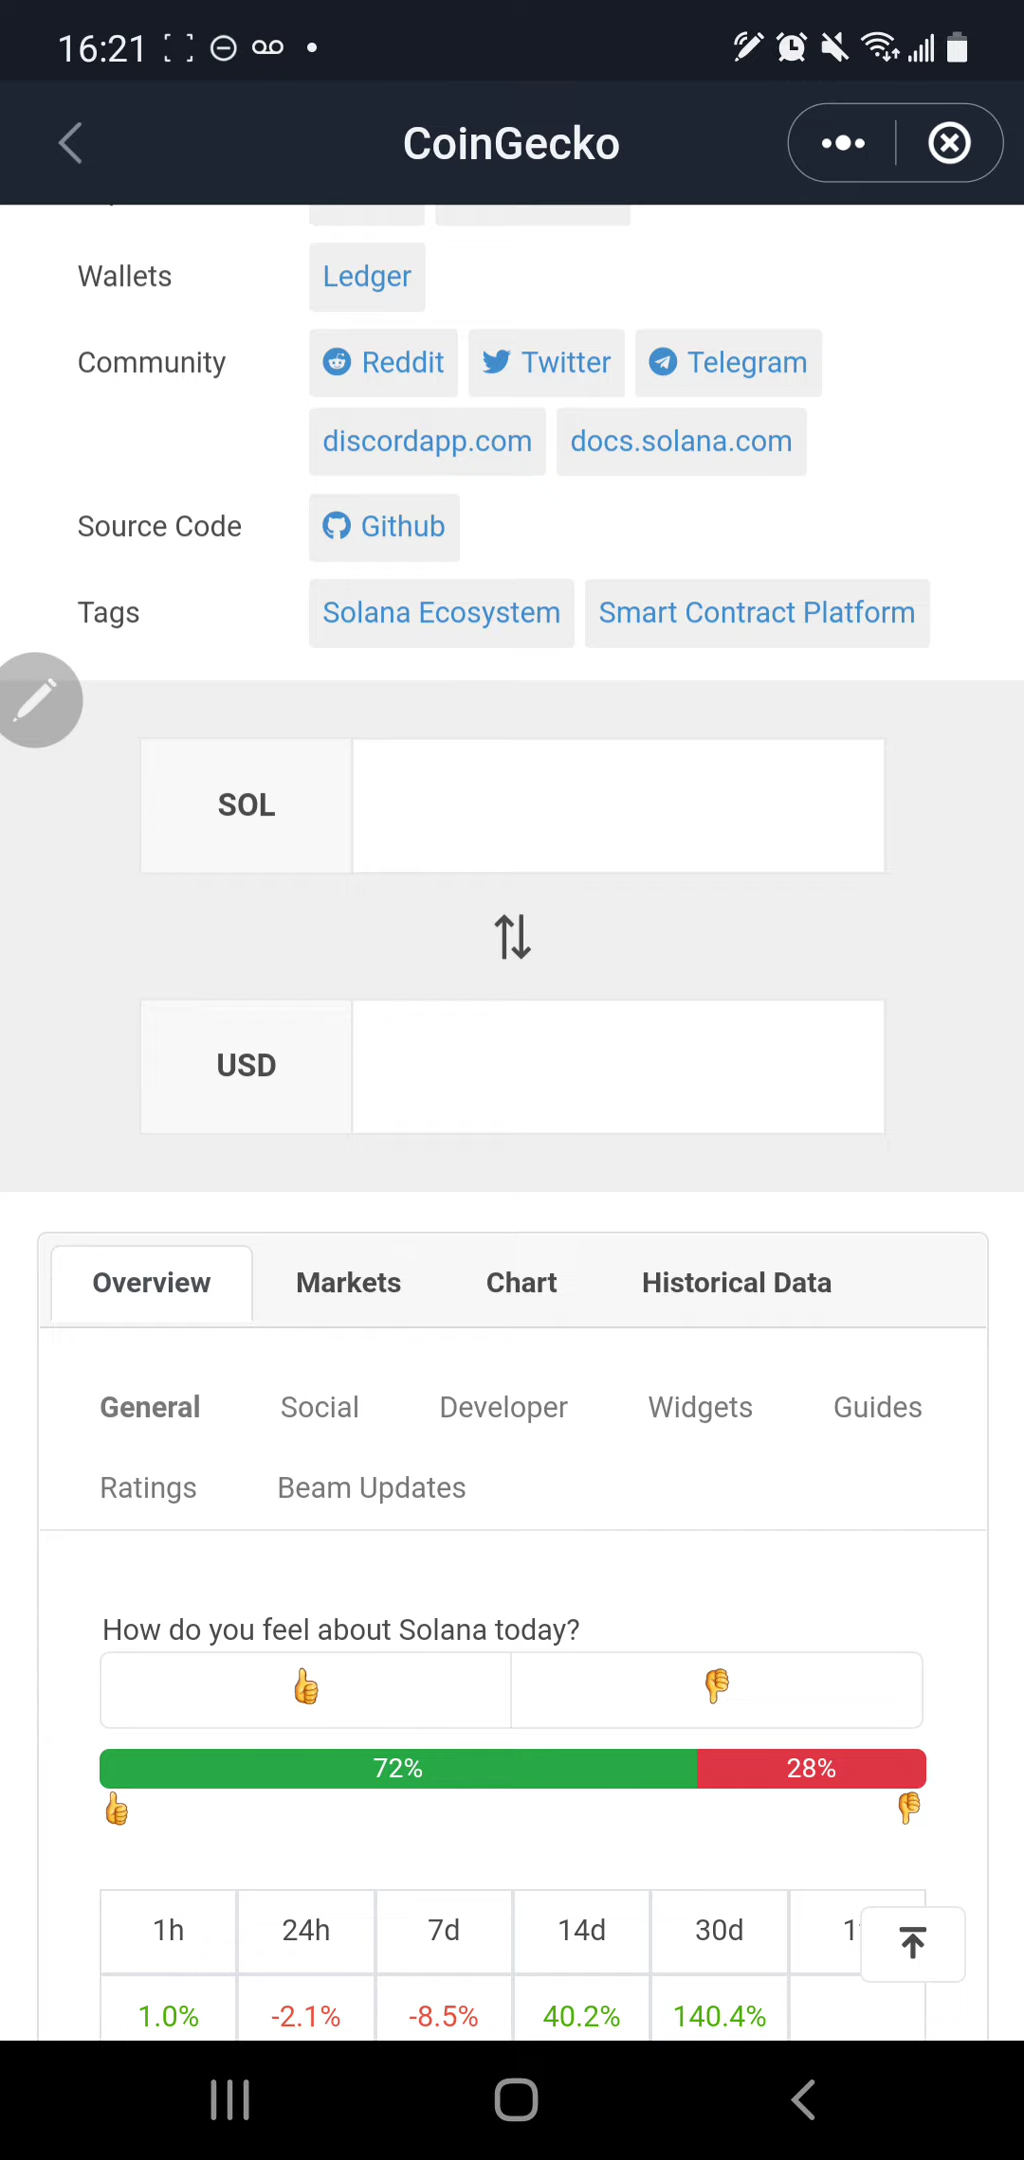 16:21
CoinGecko
Wallets Ledger
Community Reddit Twitter Telegram
discordapp.com docs.solana.com
Source Code Github
Tags Solana Ecosystem Smart Contract Platform
SOL
USD
Overview Markets Chart Historical Data
General Social Developer Widgets Guides
Ratings Beam Updates
How do you feel about Solana today?
72% 28%
1h 24h 7d 14d 30d
1.0% -2.1% -8.5% 40.2% 140.4%